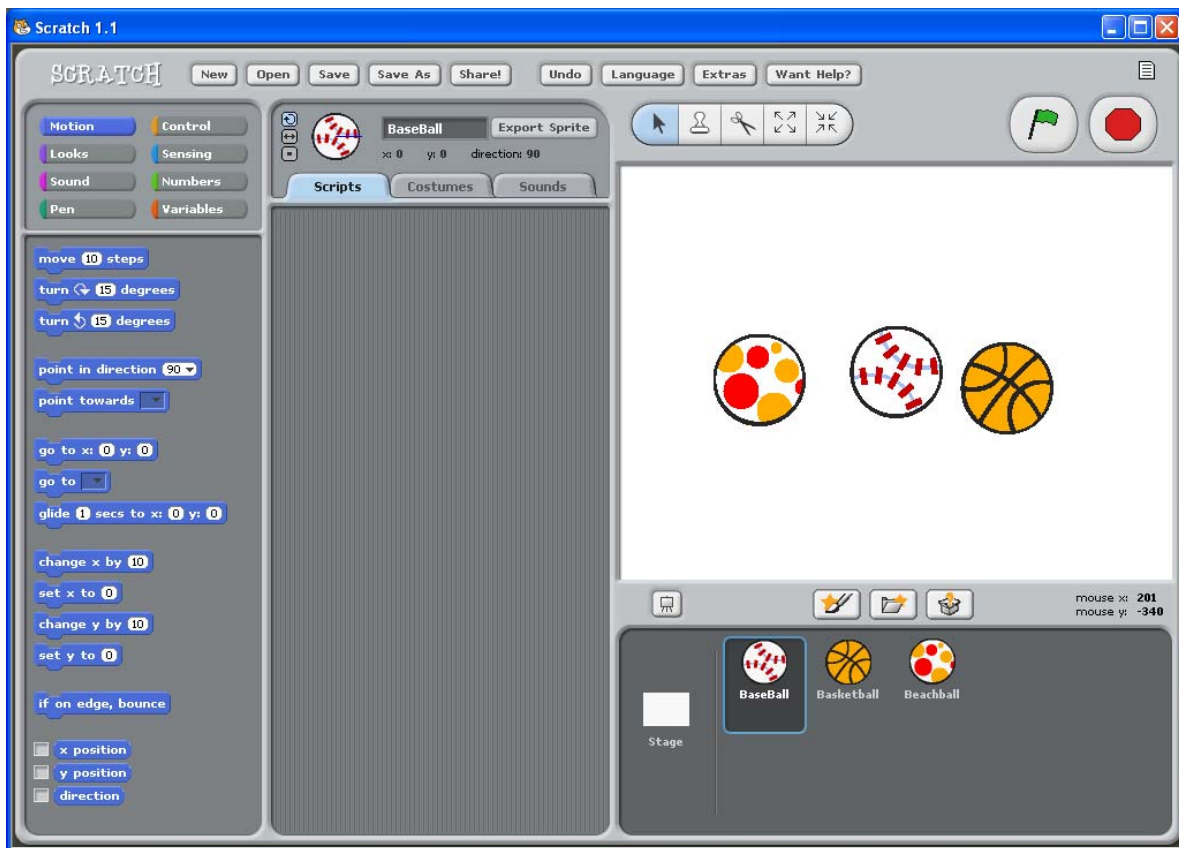 Scratch 1.1
SCRATCH New Open Save Save As Share! Undo Language Extras Want Help?
Motion Control
Looks Sensing
Sound Numbers
Pen Variables
move 10 steps
turn 15 degrees
turn 15 degrees
point in direction 90
point towards
go to x: 0 y: 0
go to
glide 1 secs to x: 0 y: 0
change x by 10
set x to 0
change y by 10
set y to 0
if on edge, bounce
x position
y position
direction
BaseBall Export Sprite
x: 0 y: 0 direction: 90
Scripts Costumes Sounds
mouse x: 201
mouse y: -340
BaseBall Basketball Beachball
Stage